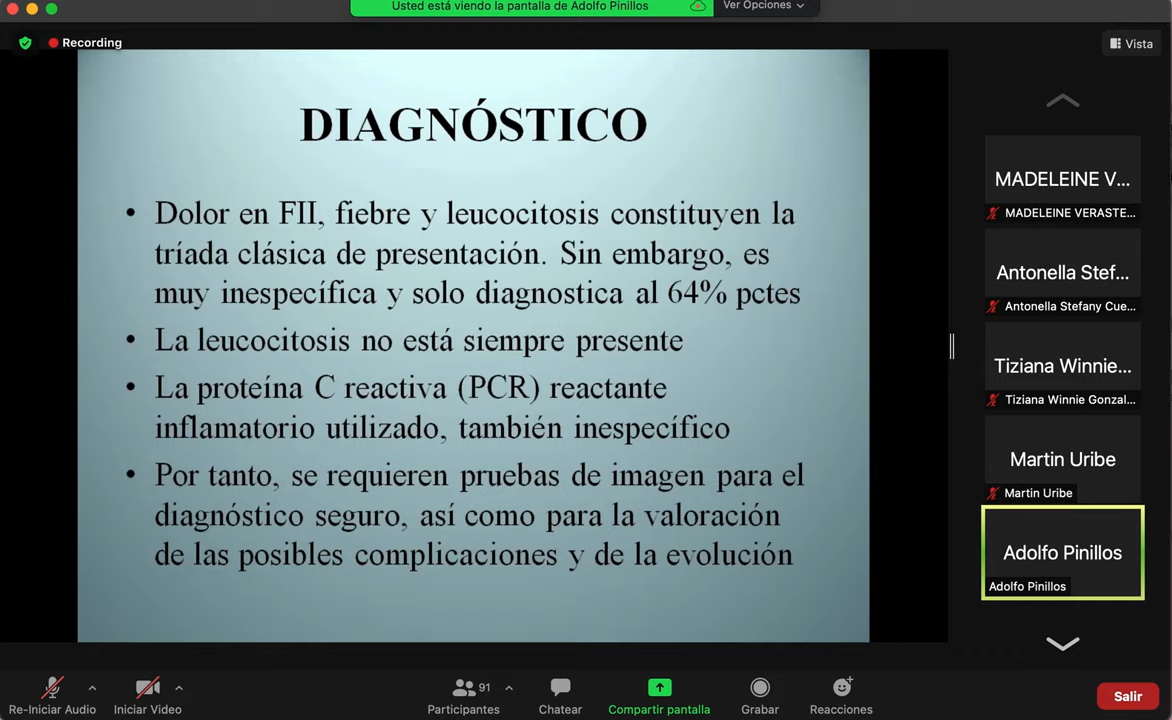 Usted está viendo la pantalla de Adolfo Pinillos
Ver Opciones
Recording
Vista
DIAGNÓSTICO
• Dolor en FII, fiebre y leucocitosis constituyen la
tríada clásica de presentación. Sin embargo, es
muy inespecífica y solo diagnostica al 64% pctes
• La leucocitosis no está siempre presente
• La proteína C reactiva (PCR) reactante
inflamatorio utilizado, también inespecífico
• Por tanto, se requieren pruebas de imagen para el
diagnóstico seguro, así como para la valoración
de las posibles complicaciones y de la evolución
MADELEINE V...
MADELEINE VERASTE...
Antonella Stef...
Antonella Stefany Cue...
Tiziana Winnie...
Tiziana Winnie Gonzal...
Martin Uribe
Martin Uribe
Adolfo Pinillos
Adolfo Pinillos
Re-Iniciar Audio
Iniciar Video
91
Participantes
Chatear
Compartir pantalla
Grabar
Reacciones
Salir